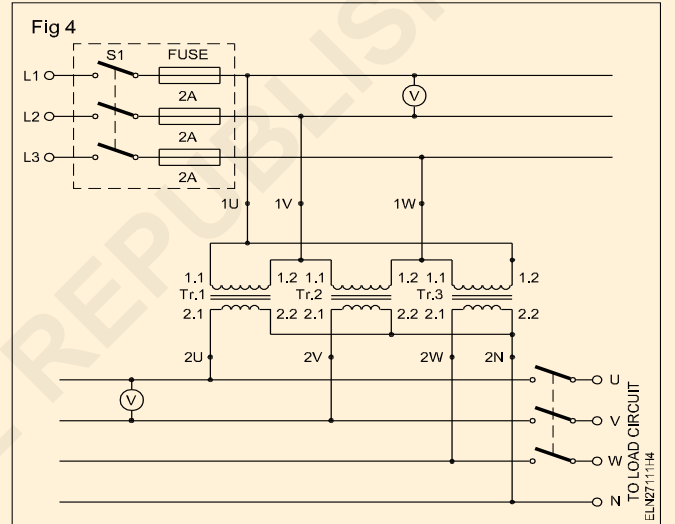 Fig 4
S1 FUSE
L1
2A
L2
V
2A
L3
2A
1U 1V 1W
1.1 1.2 1.1 1.2 1.1 1.2
Tr.1 Tr.2 Tr.3
2.1 2.2 2.1 2.2 2.1 2.2
2U 2V 2W 2N
U
V
V
W
N
TO LOAD CIRCUIT
ELN27111H4